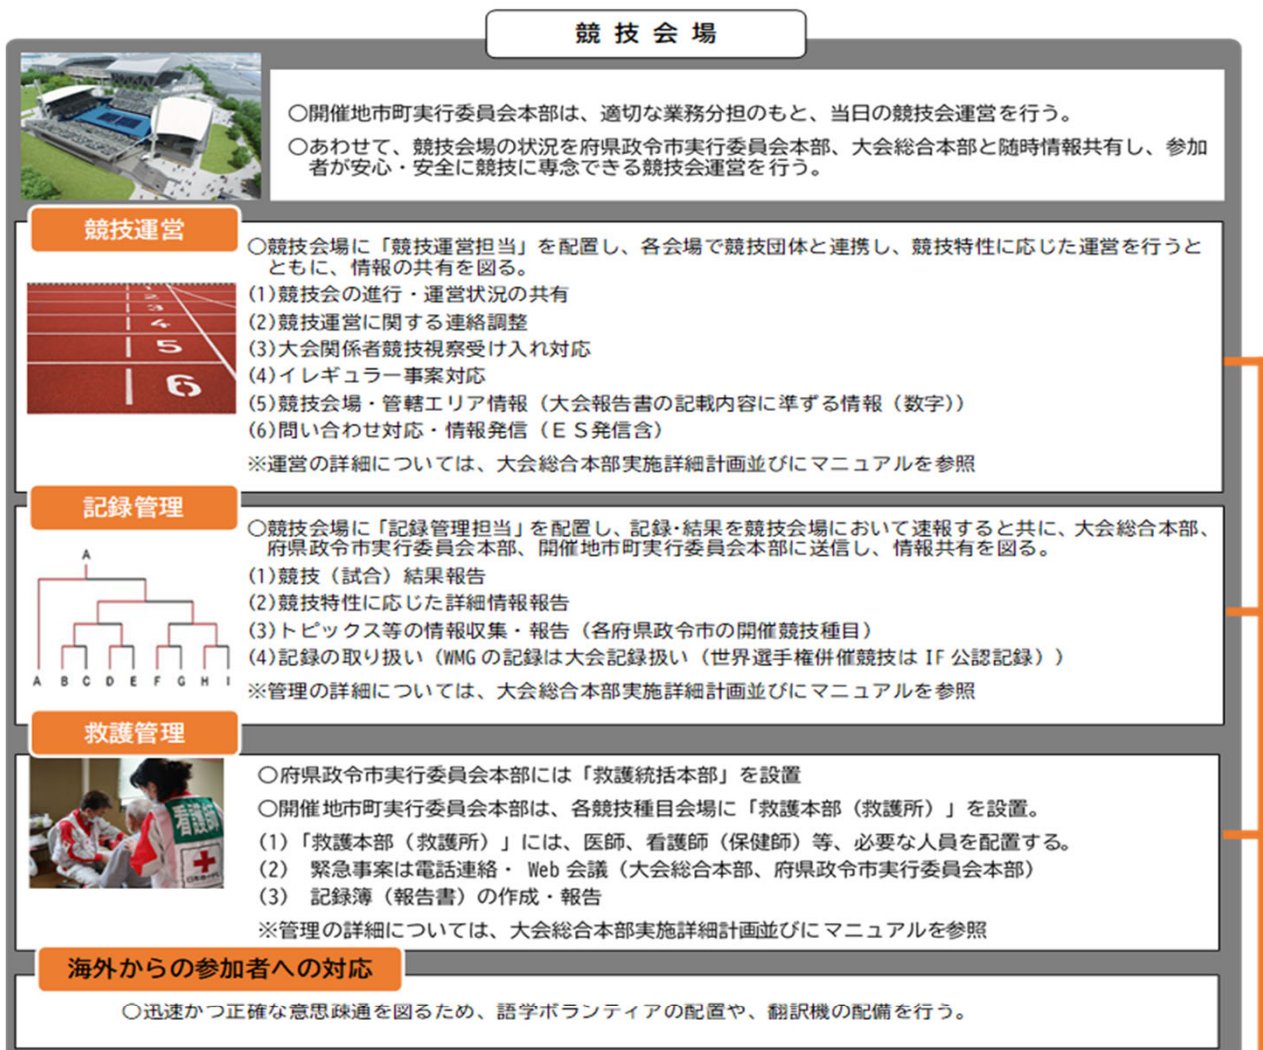 競技会場
○開催地市町実行委員会本部は、適切な業務分担のもと、当日の競技会運営を行う。
○あわせて、競技会場の状況を府県政令市実行委員会本部、大会総合本部と随時情報共有し、参加
者が安心・安全に競技に専念できる競技会運営を行う。
競技運営
○競技会場に「競技運営担当」を配置し、各会場で競技団体と連携し、競技特性に応じた運営を行うと
ともに、情報の共有を図る。
(1)競技会の進行・運営状況の共有
(2)競技運営に関する連絡調整
(3)大会関係者競技視察受け入れ対応
(4)イレギュラー事案対応
(5)競技会場・管轄エリア情報（大会報告書の記載内容に準ずる情報（数字））
(6)問い合わせ対応・情報発信（ＥＳ発信含）
※運営の詳細については、大会総合本部実施詳細計画並びにマニュアルを参照
3
4
5
6
記録管理
○競技会場に「記録管理担当」を配置し、記録・結果を競技会場において速報すると共に、大会総合本部、
府県政令市実行委員会本部、開催地市町実行委員会本部に送信し、情報共有を図る。
(1)競技（試合）結果報告
(2)競技特性に応じた詳細情報報告
(3)トピックス等の情報収集・報告（各府県政令市の開催競技種目）
(4)記録の取り扱い（WMGの記録は大会記録扱い（世界選手権併催競技はIF公認記録））
※管理の詳細については、大会総合本部実施詳細計画並びにマニュアルを参照
A
A B C D E F G H I
救護管理
○府県政令市実行委員会本部には「救護統括本部」を設置
○開催地市町実行委員会本部は、各競技種目会場に「救護本部（救護所）」を設置。
(1)「救護本部（救護所）」には、医師、看護師（保健師）等、必要な人員を配置する。
(2) 緊急事案は電話連絡・ Web会議（大会総合本部、府県政令市実行委員会本部）
(3) 記録簿（報告書）の作成・報告
※管理の詳細については、大会総合本部実施詳細計画並びにマニュアルを参照
看護師
海外からの参加者への対応
○迅速かつ正確な意思疎通を図るため、語学ボランティアの配置や、翻訳機の配備を行う。